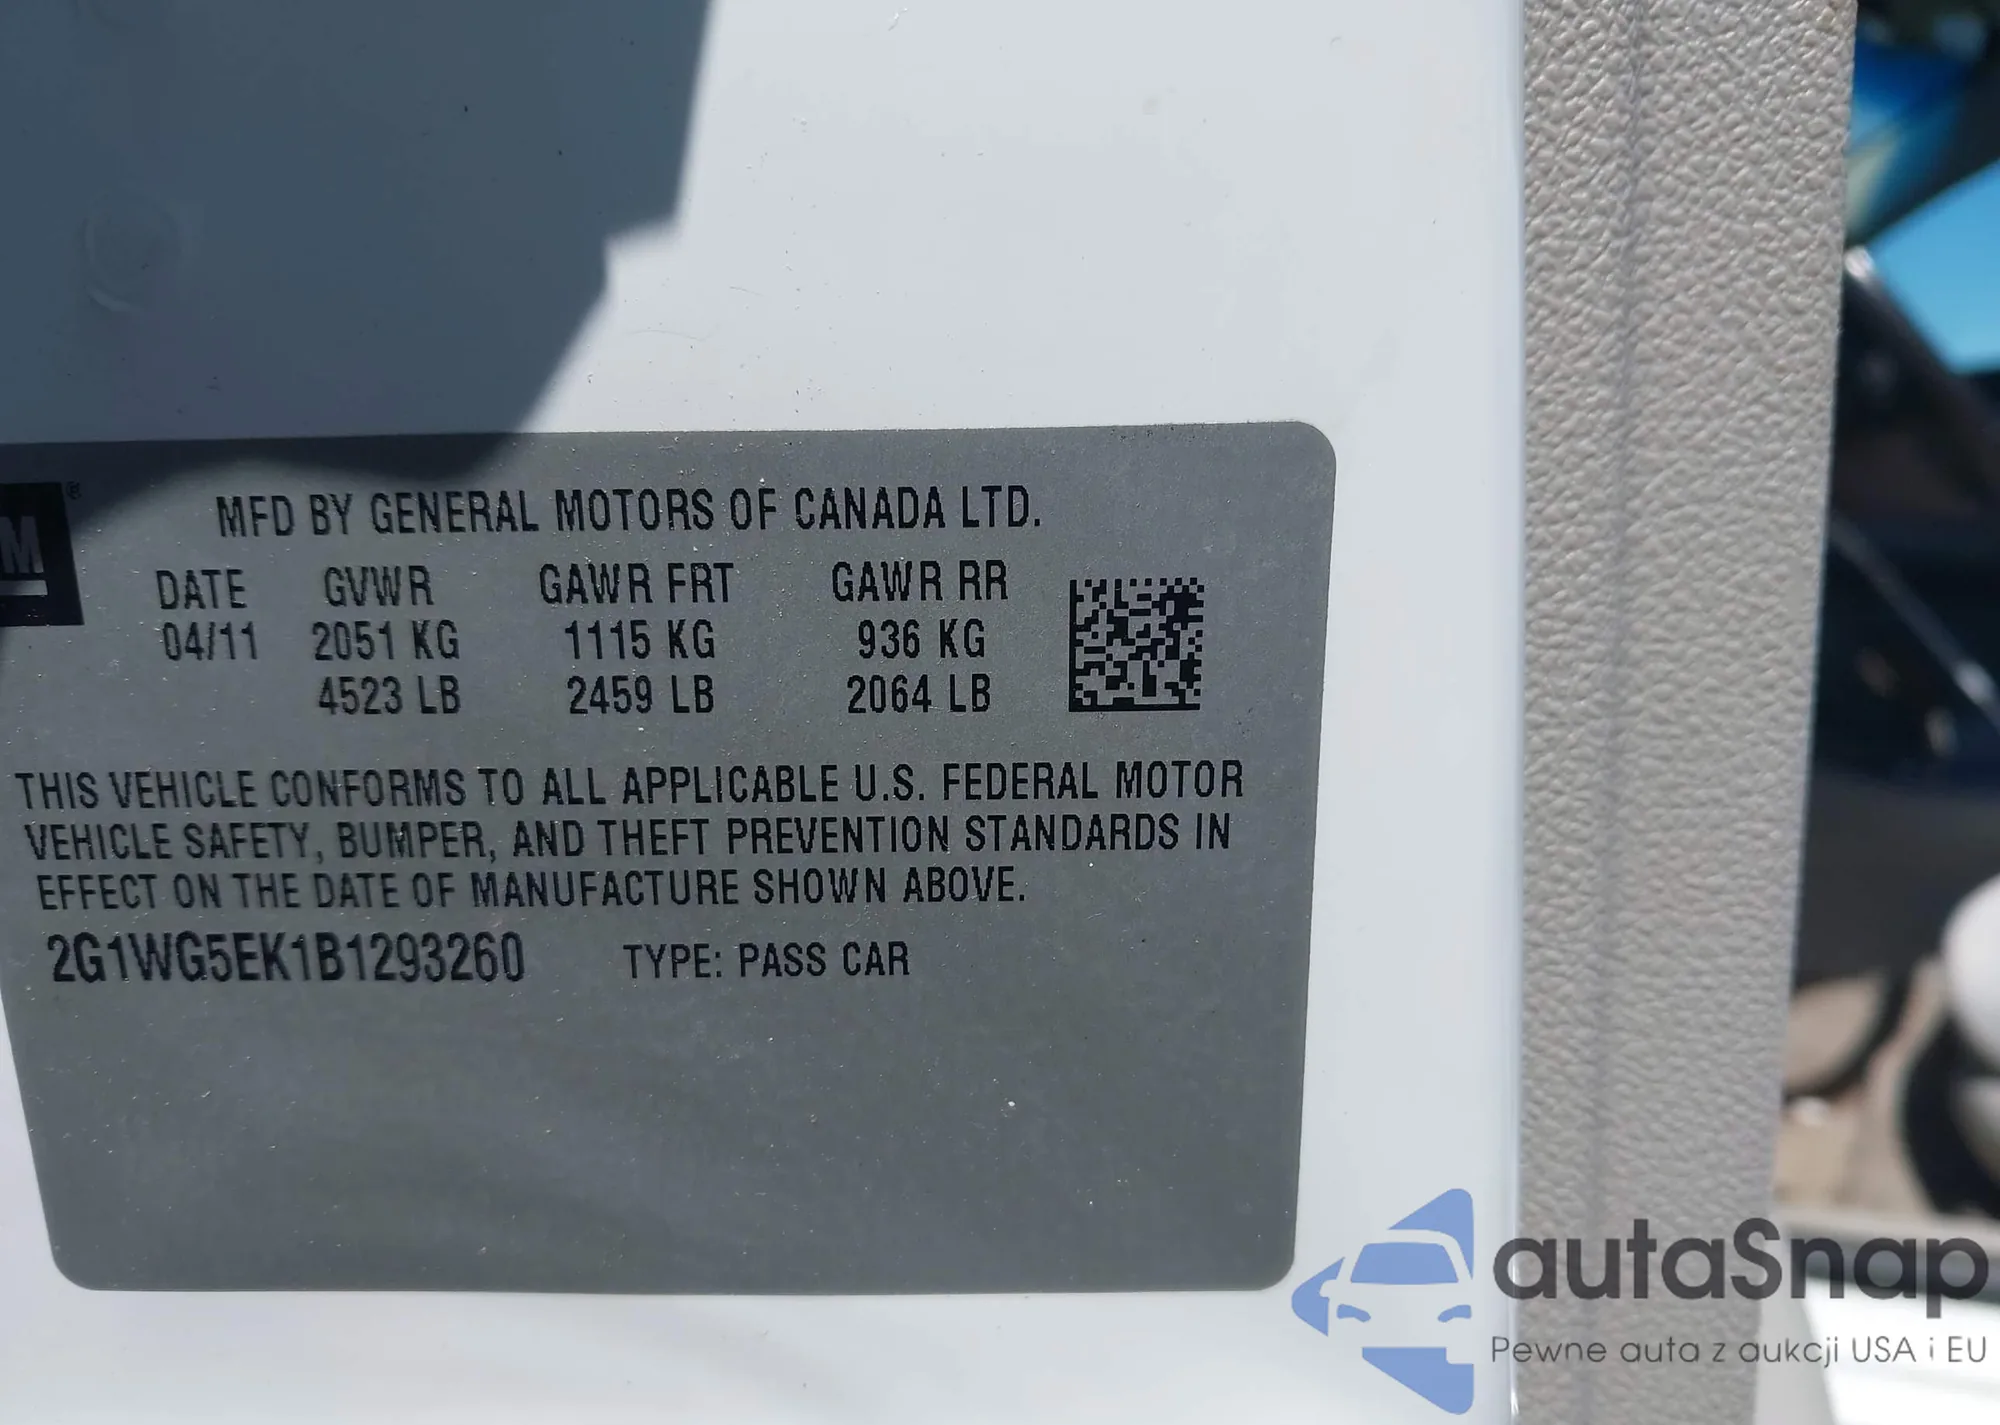 M ®
MFD BY GENERAL MOTORS OF CANADA LTD.
DATE GVWR GAWR FRT GAWR RR
04/11 2051 KG 1115 KG 936 KG
4523 LB 2459 LB 2064 LB
THIS VEHICLE CONFORMS TO ALL APPLICABLE U.S. FEDERAL MOTOR
VEHICLE SAFETY, BUMPER, AND THEFT PREVENTION STANDARDS IN
EFFECT ON THE DATE OF MANUFACTURE SHOWN ABOVE.
2G1WG5EK1B1293260 TYPE: PASS CAR
autaSnap
Pewne auta z aukcji USA i EU